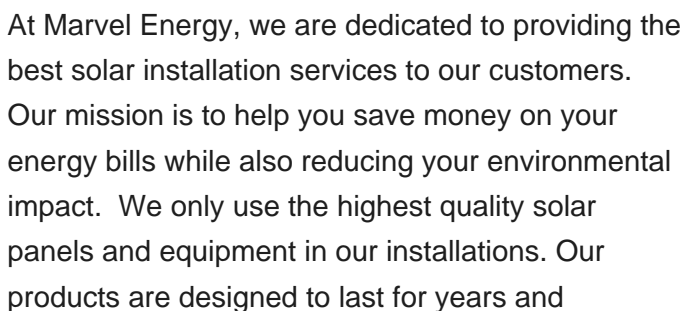 At Marvel Energy, we are dedicated to providing the
best solar installation services to our customers.
Our mission is to help you save money on your
energy bills while also reducing your environmental
impact.  We only use the highest quality solar
panels and equipment in our installations. Our
products are designed to last for years and